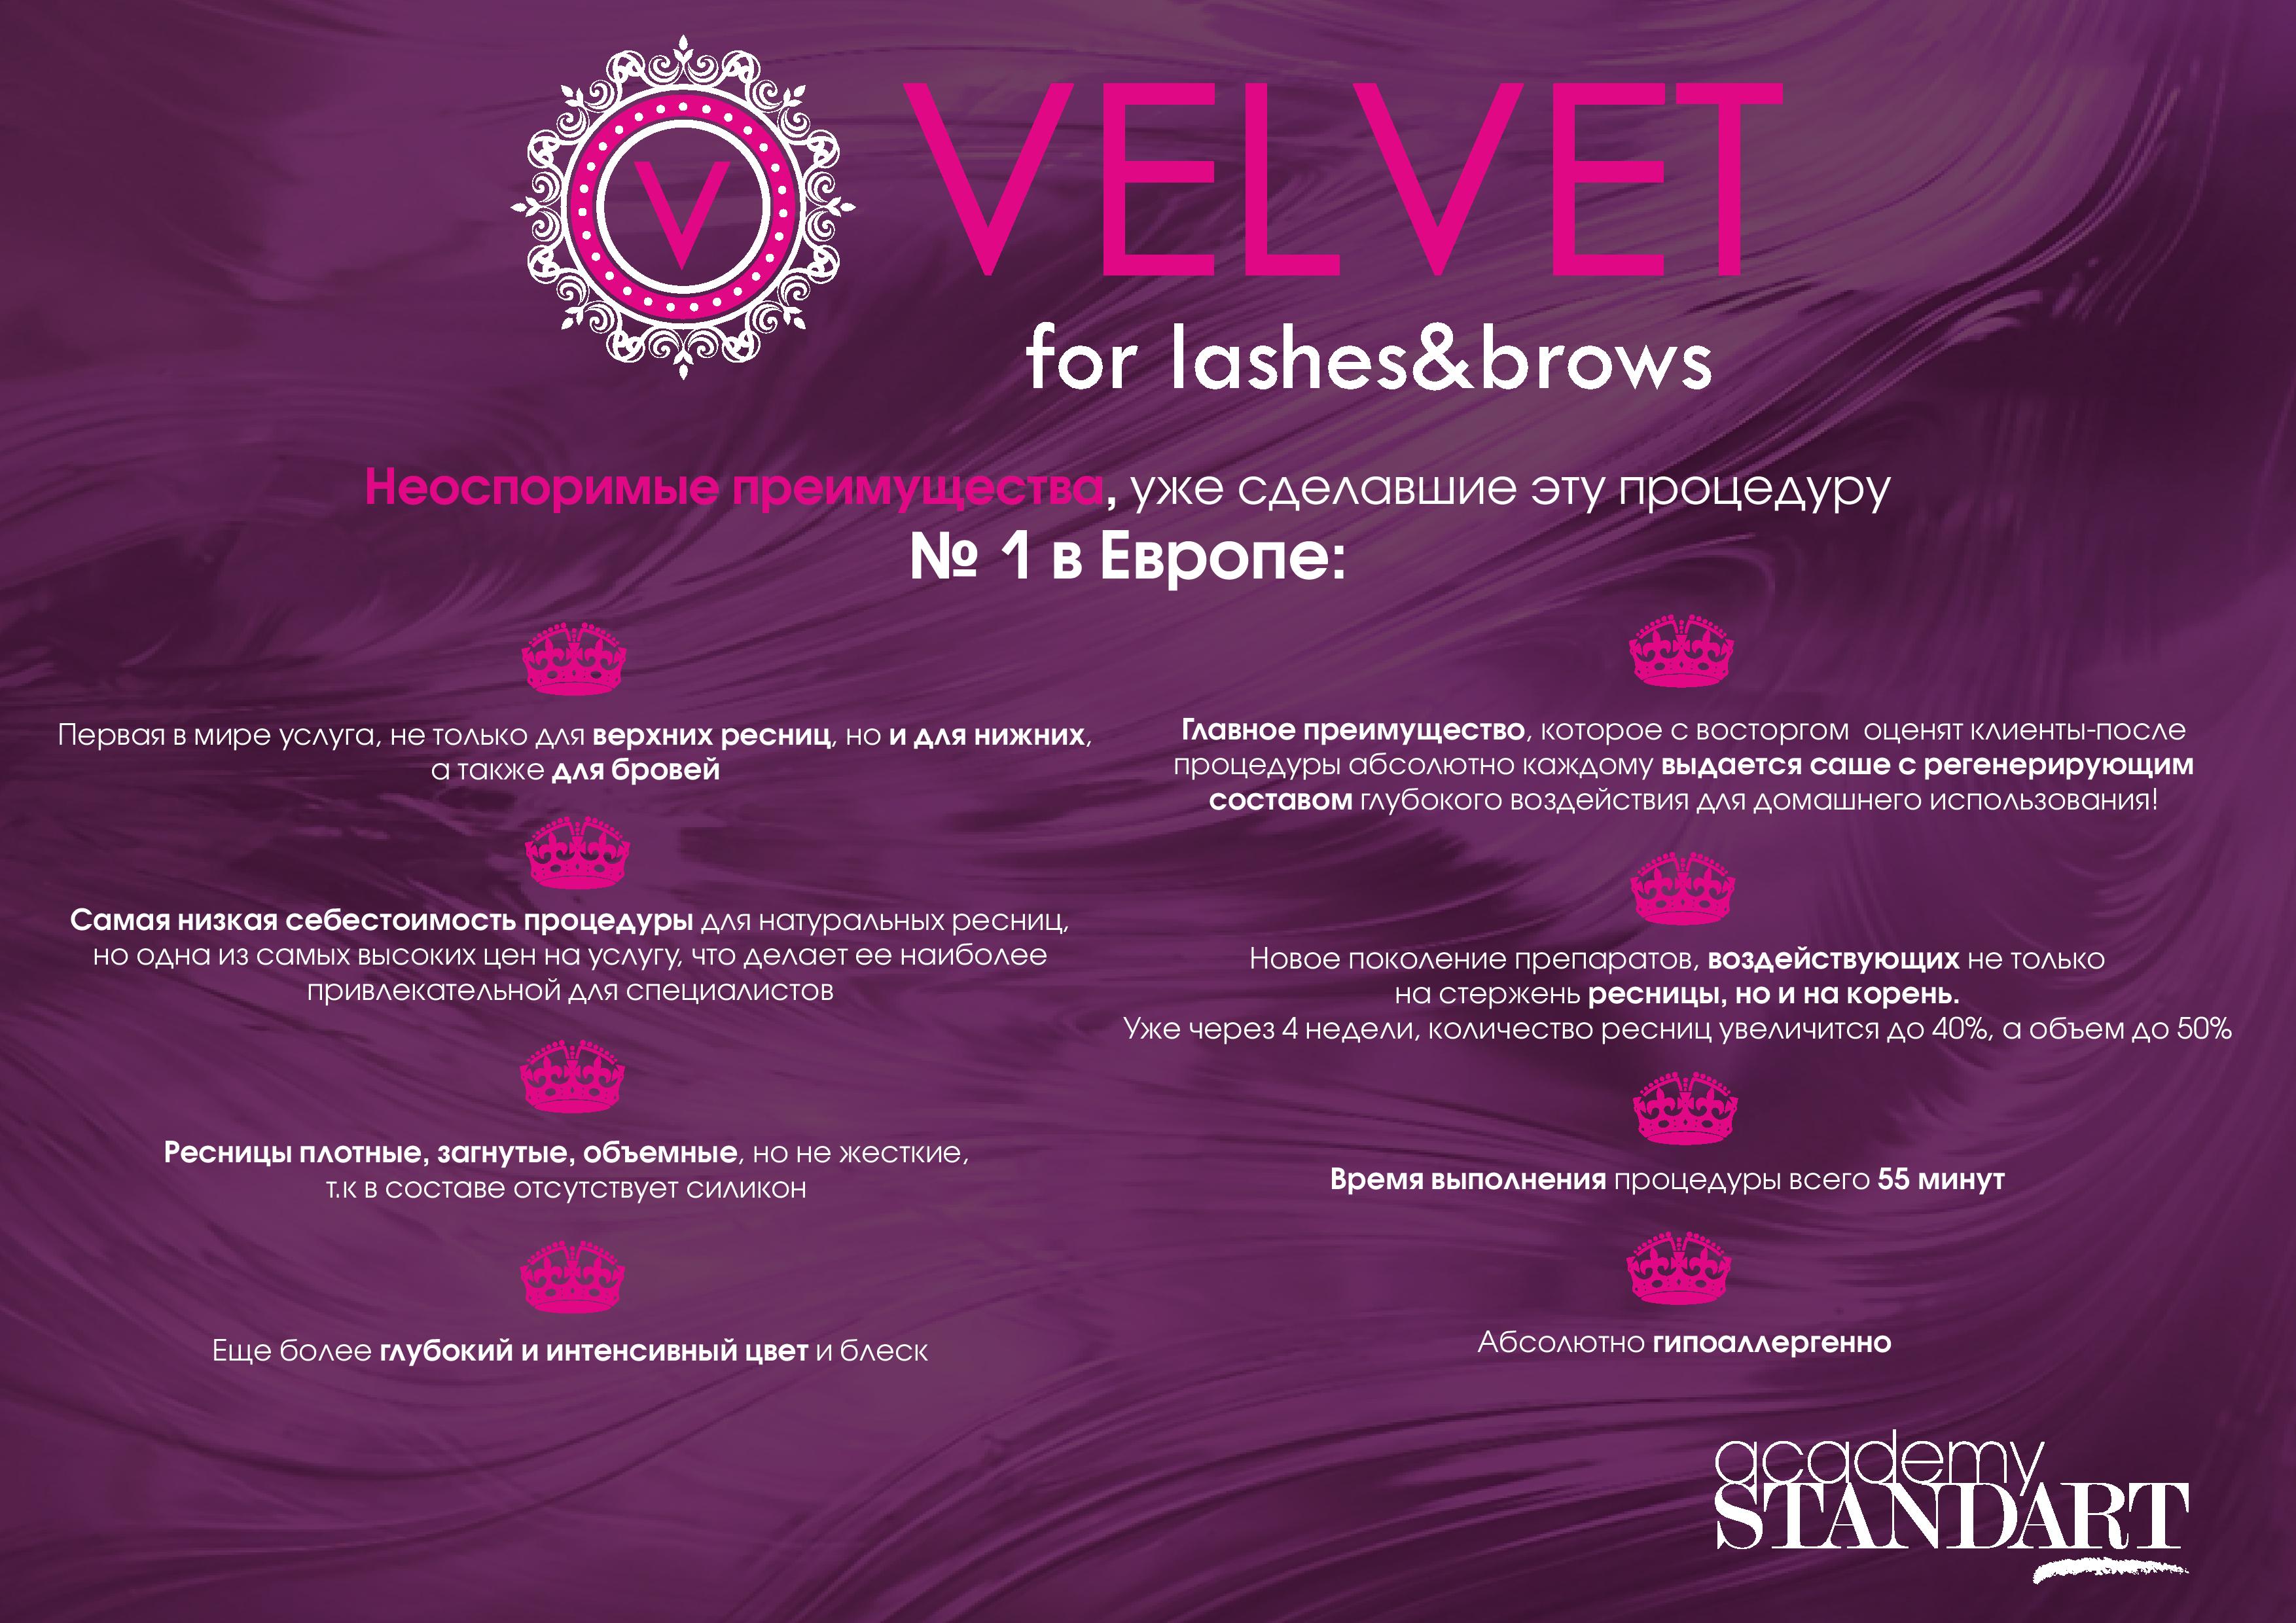 V
VELVET
for lashes&brows
Неоспоримые преимущества, уже сделавшие эту процедуру
№ 1 в Европе:
Первая в мире услуга, не только для верхних ресниц, но и для нижних,
а также для бровей
Самая низкая себестоимость процедуры для натуральных ресниц,
но одна из самых высоких цен на услугу, что делает ее наиболее
привлекательной для специалистов
Ресницы плотные, загнутые, объемные, но не жесткие,
т.к в составе отсутствует силикон
Еще более глубокий и интенсивный цвет и блеск
Главное преимущество, которое с восторгом оценят клиенты-после
процедуры абсолютно каждому выдается саше с регенерирующим
составом глубокого воздействия для домашнего использования!
Новое поколение препаратов, воздействующих не только
на стержень ресницы, но и на корень.
Уже через 4 недели, количество ресниц увеличится до 40%, а объем до 50%
Время выполнения процедуры всего 55 минут
Абсолютно гипоаллергенно
academy
STANDART